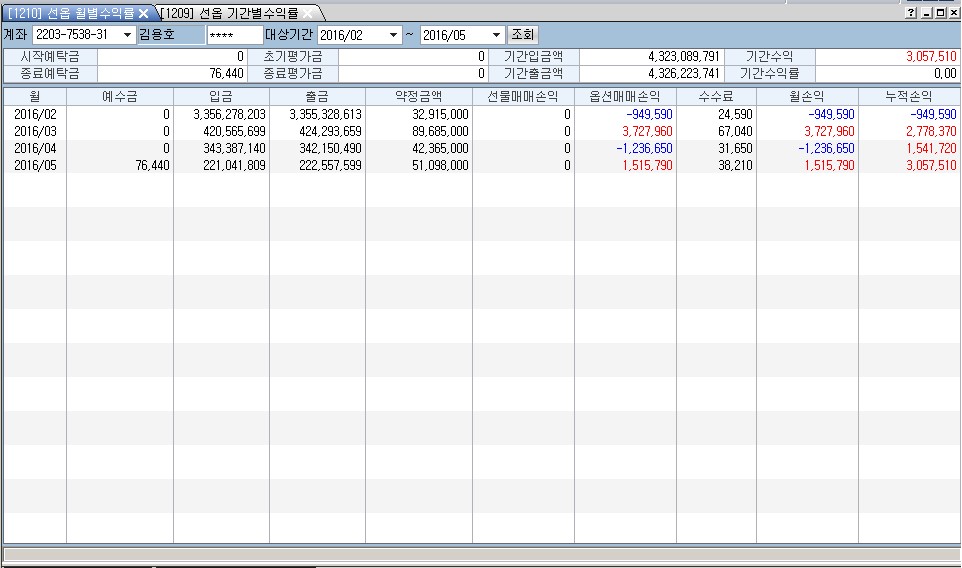 [1210] 선옵 월별수익률 [1209] 선옵 기간별수익률
계좌 2203-7538-31 김용호 **** 대상기간 2016/02 ~ 2016/05 조회
시작예탁금 0 초기평가금 0 기간입금액 4,323,089,791 기간수익 3,057,510
종료예탁금 76,440 종료평가금 0 기간출금액 4,326,223,741 기간수익률 0,00
월 예수금 입금 출금 약정금액 선물매매손익 옵션매매손익 수수료 월손익 누적손익
2016/02 0 3,356,278,203 3,355,328,613 32,915,000 0 -949,590 24,590 -949,590 -949,590
2016/03 0 420,565,699 424,293,659 89,685,000 0 3,727,960 67,040 3,727,960 2,778,370
2016/04 0 343,387,140 342,150,490 42,365,000 0 -1,236,650 31,650 -1,236,650 1,541,720
2016/05 76,440 221,041,809 222,557,599 51,098,000 0 1,515,790 38,210 1,515,790 3,057,510